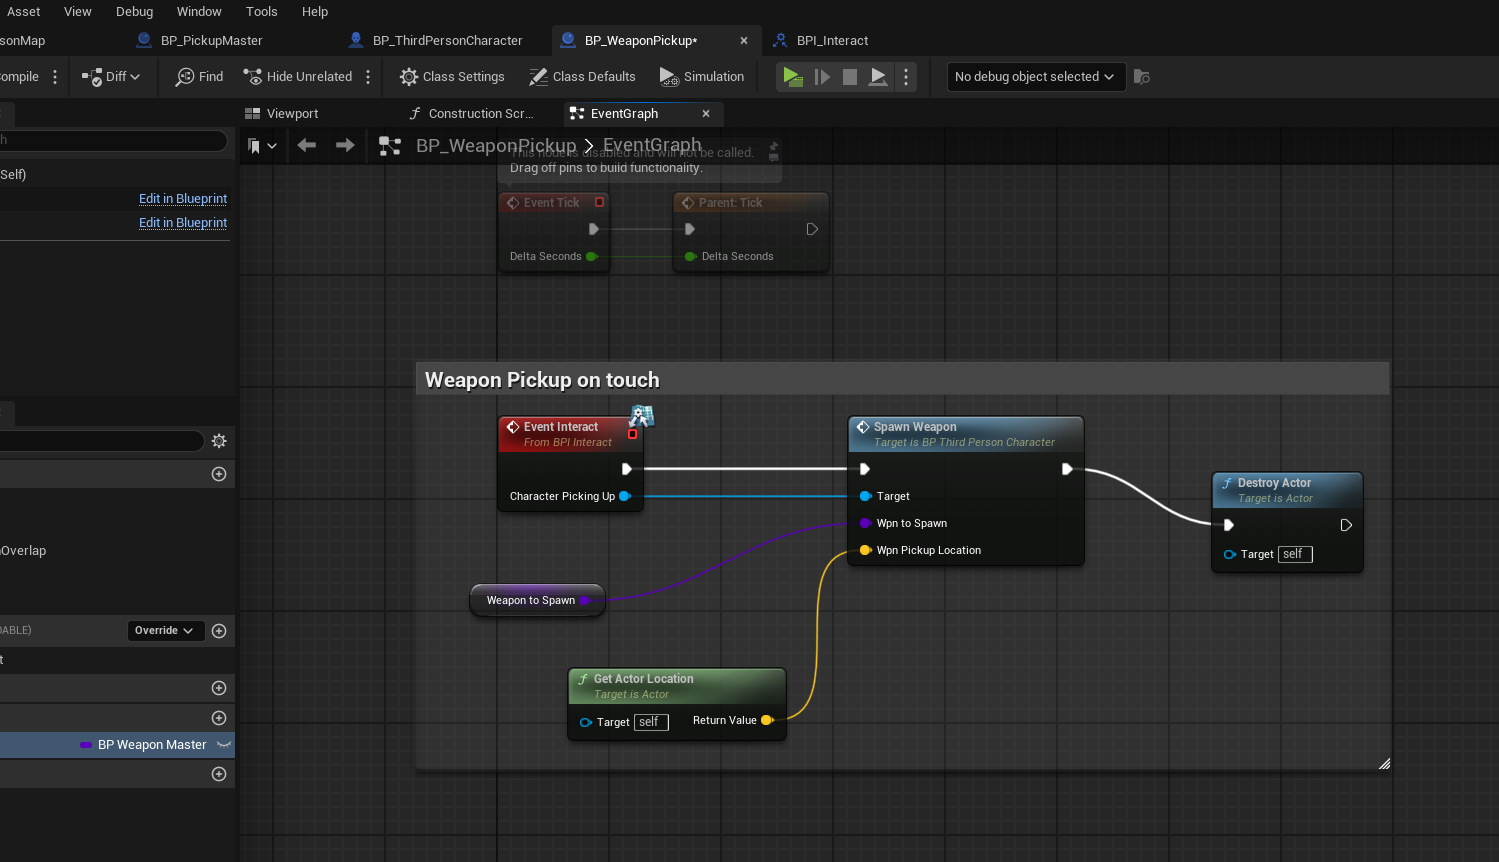 Asset View Debug Window Tools Help
sonMap BP_PickupMaster BP_ThirdPersonCharacter BP_WeaponPickup* BPI_Interact
ompile Diff Find Hide Unrelated Class Settings Class Defaults Simulation No debug object selected
Viewport Construction Scr... EventGraph
h
BP_WeaponPickup > EventGraph
This node is disabled and will not be called.
Drag off pins to build functionality.
Self)
Edit in Blueprint
Edit in Blueprint
Event Tick
Parent: Tick
Delta Seconds
Delta Seconds
Weapon Pickup on touch
Event Interact
From BPI Interact
Character Picking Up
Spawn Weapon
Target is BP Third Person Character
Target
Wpn to Spawn
Wpn Pickup Location
Destroy Actor
Target is Actor
Target self
Weapon to Spawn
Get Actor Location
Target is Actor
Target self Return Value
Overlap
DABLE) Override
t
BP Weapon Master